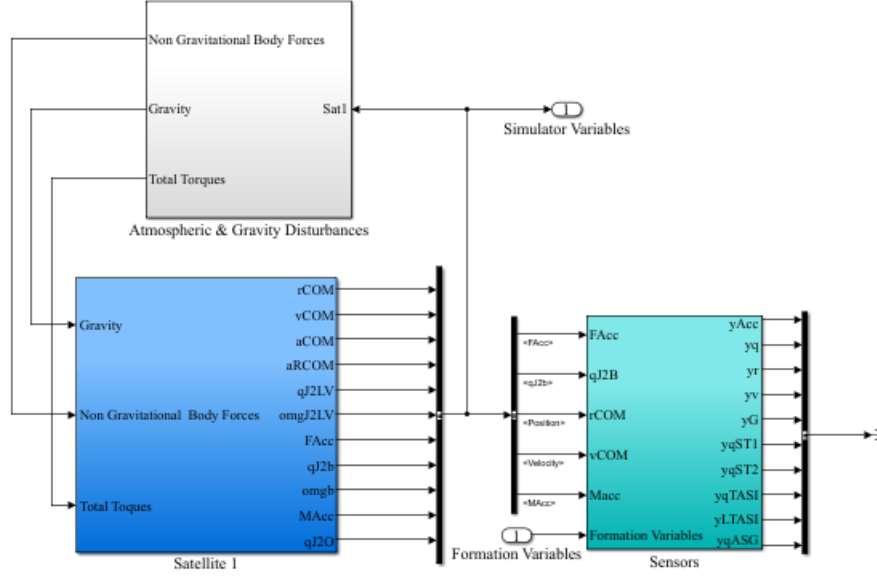 Non Gravitational Body Forces
Gravity
Sat1
Total Torques
Atmospheric & Gravity Disturbances
1
Simulator Variables
Gravity
Non Gravitational Body Forces
Total Toques
rCOM
vCOM
aCOM
aRCOM
qJ2LV
omgJ2LV
FAcc
qJ2b
omgb
MAcc
qJ2O
Satellite 1
<FAcc>
<qJ2b>
<Position>
<Velocity>
<MAcc>
1
Formation Variables
FAcc
qJ2B
rCOM
vCOM
Macc
Formation Variables
yAcc
yq
yr
yv
yG
yqST1
yqST2
yqTASI
yLTASI
yqASG
Sensors